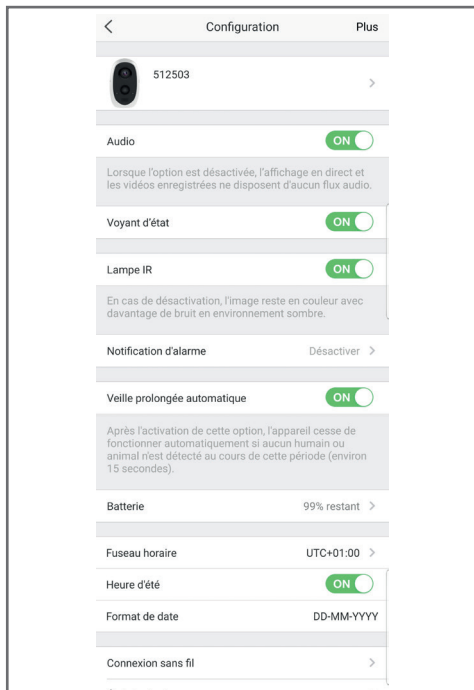 Configuration Plus
512503
Audio ON
Lorsque l'option est désactivée, l'affichage en direct et
les vidéos enregistrées ne disposent d'aucun flux audio.
Voyant d'état ON
Lampe IR ON
En cas de désactivation, l'image reste en couleur avec
davantage de bruit en environnement sombre.
Notification d'alarme Désactiver
Veille prolongée automatique ON
Après l'activation de cette option, l'appareil cesse de
fonctionner automatiquement si aucun humain ou
animal n'est détecté au cours de cette période (environ
15 secondes).
Batterie 99% restant
Fuseau horaire UTC+01:00
Heure d'été ON
Format de date DD-MM-YYYY
Connexion sans fil